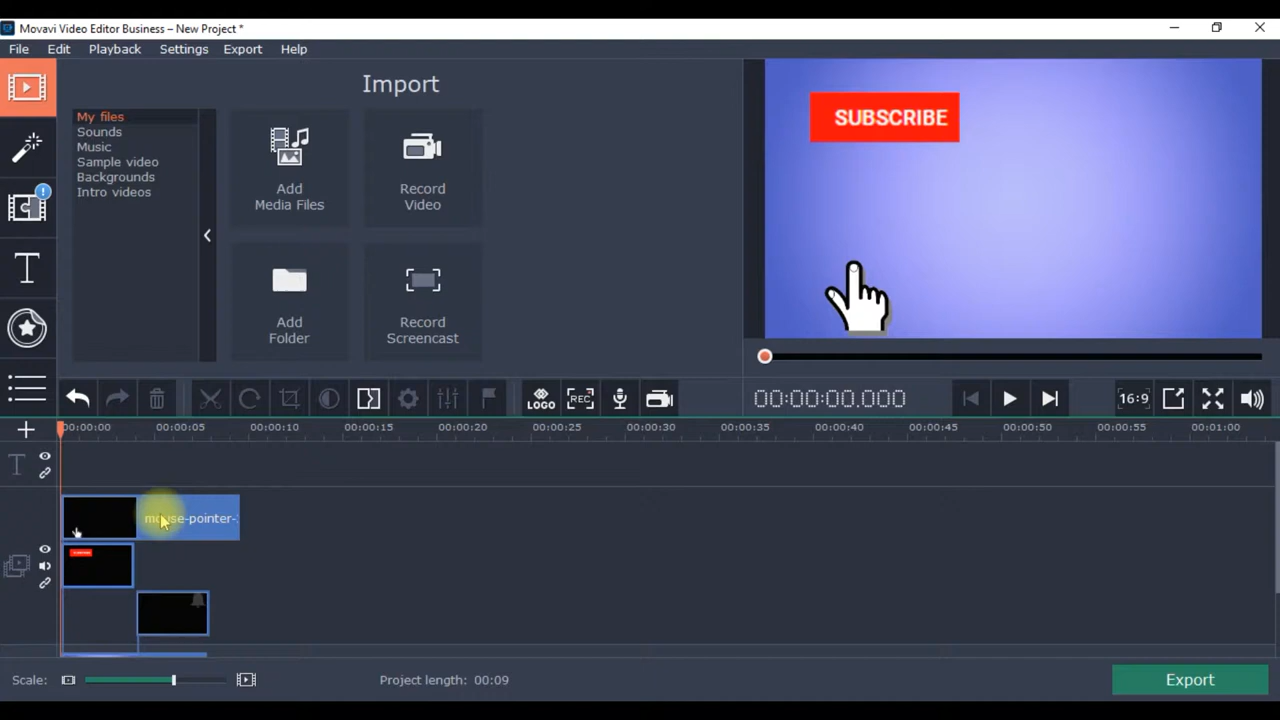 Movavi Video Editor Business – New Project *
File Edit Playback Settings Export Help
Import
My files
Sounds
Music
Sample video
Backgrounds
Intro videos
Add
Media Files
Record
Video
Add
Folder
Record
Screencast
SUBSCRIBE
LOGO
REC
00:00:00.000
16:9
00:00:00 00:00:05 00:00:10 00:00:15 00:00:20 00:00:25 00:00:30 00:00:35 00:00:40 00:00:45 00:00:50 00:00:55 00:01:00
mouse-pointer-
Scale:
Project length: 00:09
Export